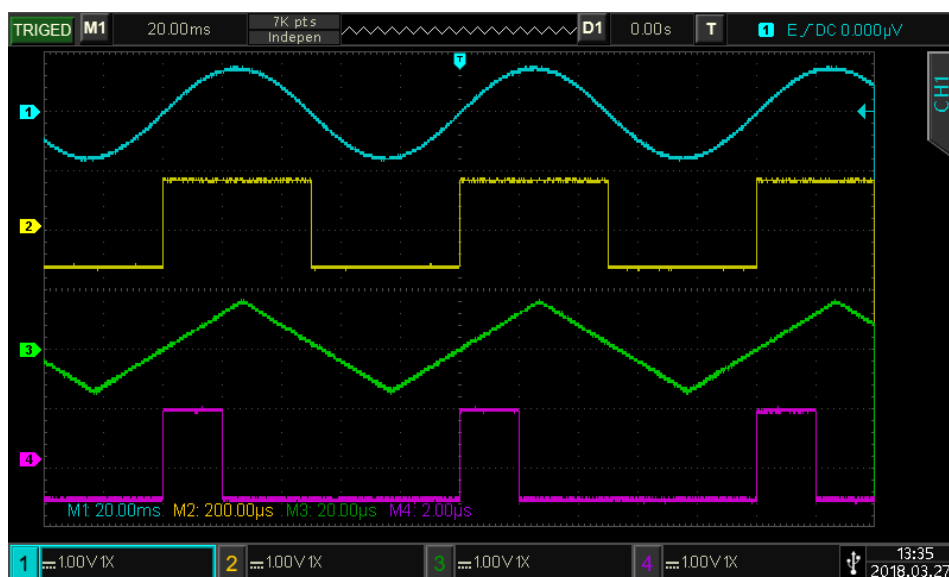 TRIGED M1 20.00ms 7K pts D1 0.00s T 1 E DC 0.000µV
Indepen
T
CH1
1
2
3
4
M1: 20.00ms M2: 200.00µs M3: 20.00µs M4: 2.00µs
1 1.00V 1X 2 1.00V 1X 3 1.00V 1X 4 1.00V 1X 13:35
2018.03.27